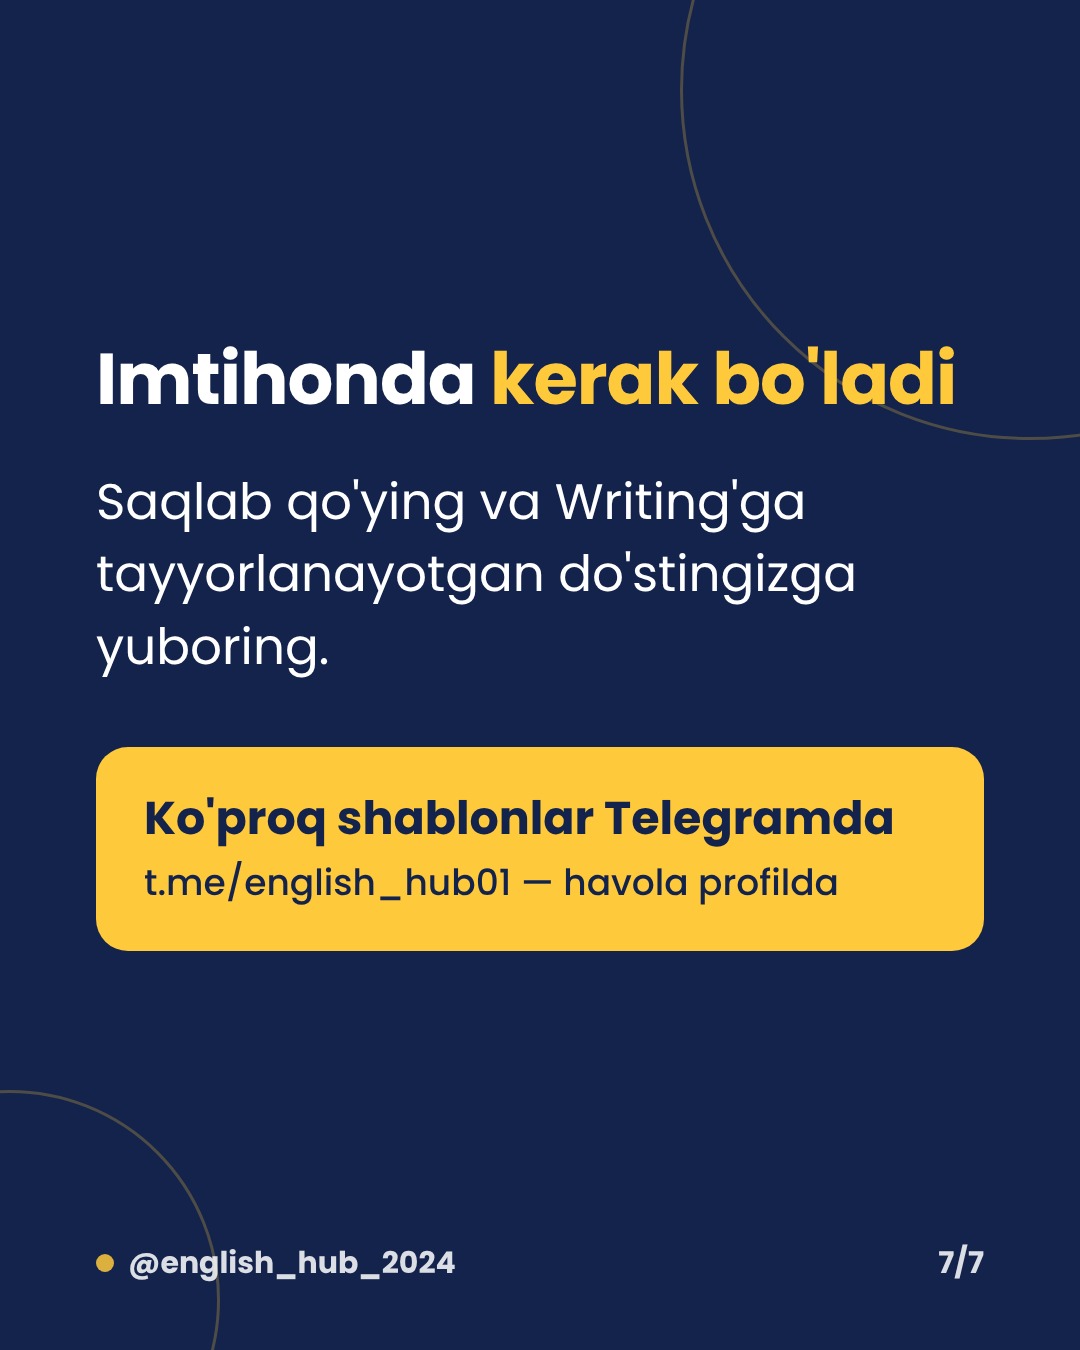 Imtihonda kerak bo'ladi
Saqlab qo'ying va Writing'ga
tayyorlanayotgan do'stingizga
yuboring.
Ko'proq shablonlar Telegramda
t.me/english_hub01 — havola profilda
@english_hub_2024
7/7